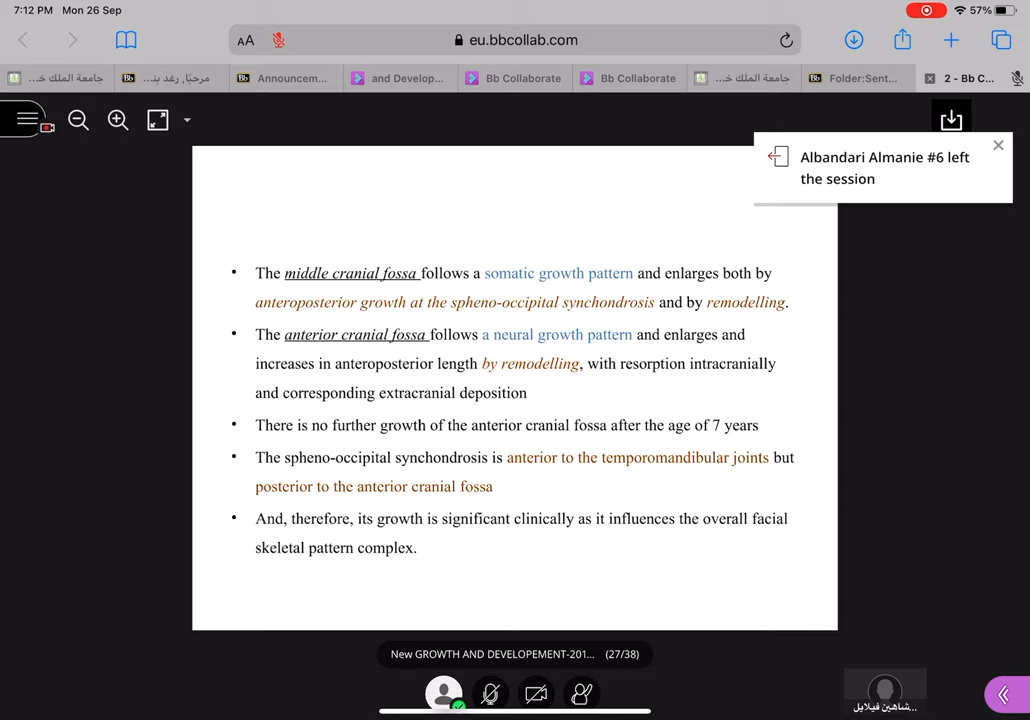 7:12 PM Mon 26 Sep
57%
AA
eu.bbcollab.com
جامعة الملك خـ...
مرحبًا, رغد بنـ...
Announcem...
and Develop...
Bb Collaborate
Bb Collaborate
جامعة الملك خـ...
Folder:Sent...
2 - Bb C...
Albandari Almanie #6 left
the session
• The middle cranial fossa follows a somatic growth pattern and enlarges both by
anteroposterior growth at the spheno-occipital synchondrosis and by remodelling.
• The anterior cranial fossa follows a neural growth pattern and enlarges and
increases in anteroposterior length by remodelling, with resorption intracranially
and corresponding extracranial deposition
• There is no further growth of the anterior cranial fossa after the age of 7 years
• The spheno-occipital synchondrosis is anterior to the temporomandibular joints but
posterior to the anterior cranial fossa
• And, therefore, its growth is significant clinically as it influences the overall facial
skeletal pattern complex.
New GROWTH AND DEVELOPEMENT-201... (27/38)
شاهين فيلايل...